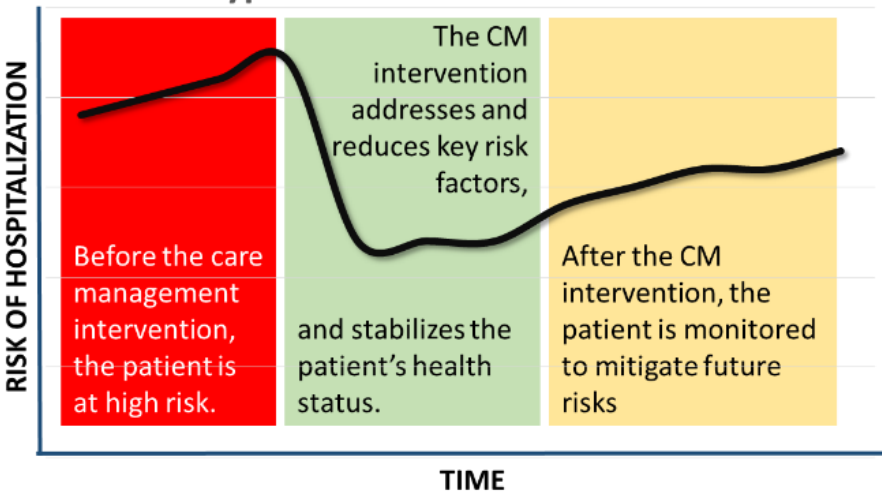 RISK OF HOSPITALIZATION
Before the care
management
intervention,
the patient is
at high risk.
The CM
intervention
addresses and
reduces key risk
factors,
and stabilizes the
patient's health
status.
After the CM
intervention, the
patient is monitored
to mitigate future
risks
TIME